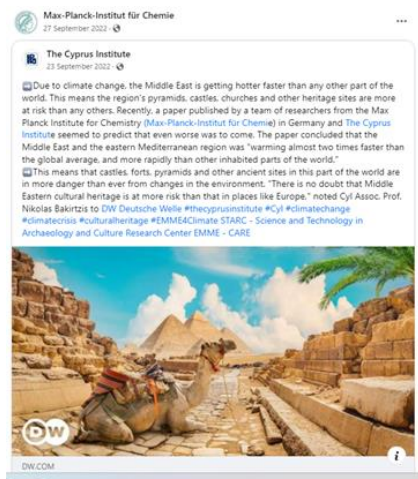 Max-Planck-Institut für Chemie
27 September 2022 ·
The Cyprus Institute
23 September 2022 ·
Due to climate change, the Middle East is getting hotter faster than any other part of the
world. This means the region's pyramids, castles, churches and other heritage sites are more
at risk than any others. Recently, a paper published by a team of researchers from the Max
Planck Institute for Chemistry (Max-Planck-Institut für Chemie) in Germany and The Cyprus
Institute seemed to predict that even worse was to come. The paper concluded that the
Middle East and the eastern Mediterranean region was "warming almost two times faster than
the global average, and more rapidly than other inhabited parts of the world."
This means that castles, forts, pyramids and other ancient sites in this part of the world are
in more danger than ever from changes in the environment. "There is no doubt that Middle
Eastern cultural heritage is at more risk than that in places like Europe," noted CyI Assoc. Prof.
Nikolas Bakirtzis to DW Deutsche Welle #thecyprusinstitute #CyI #climatechange
#climatecrisis #culturalheritage #EMME4Climate STARC - Science and Technology in
Archaeology and Culture Research Center EMME - CARE
DW
DW.COM